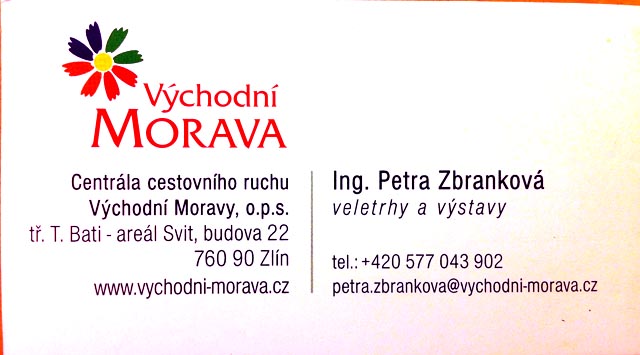 Východní
MORAVA
Centrála cestovního ruchu
Východní Moravy, o.p.s.
tř. T. Bati - areál Svit, budova 22
760 90 Zlín
www.vychodni-morava.cz
Ing. Petra Zbranková
veletrhy a výstavy
tel.: +420 577 043 902
petra.zbrankova@vychodni-morava.cz